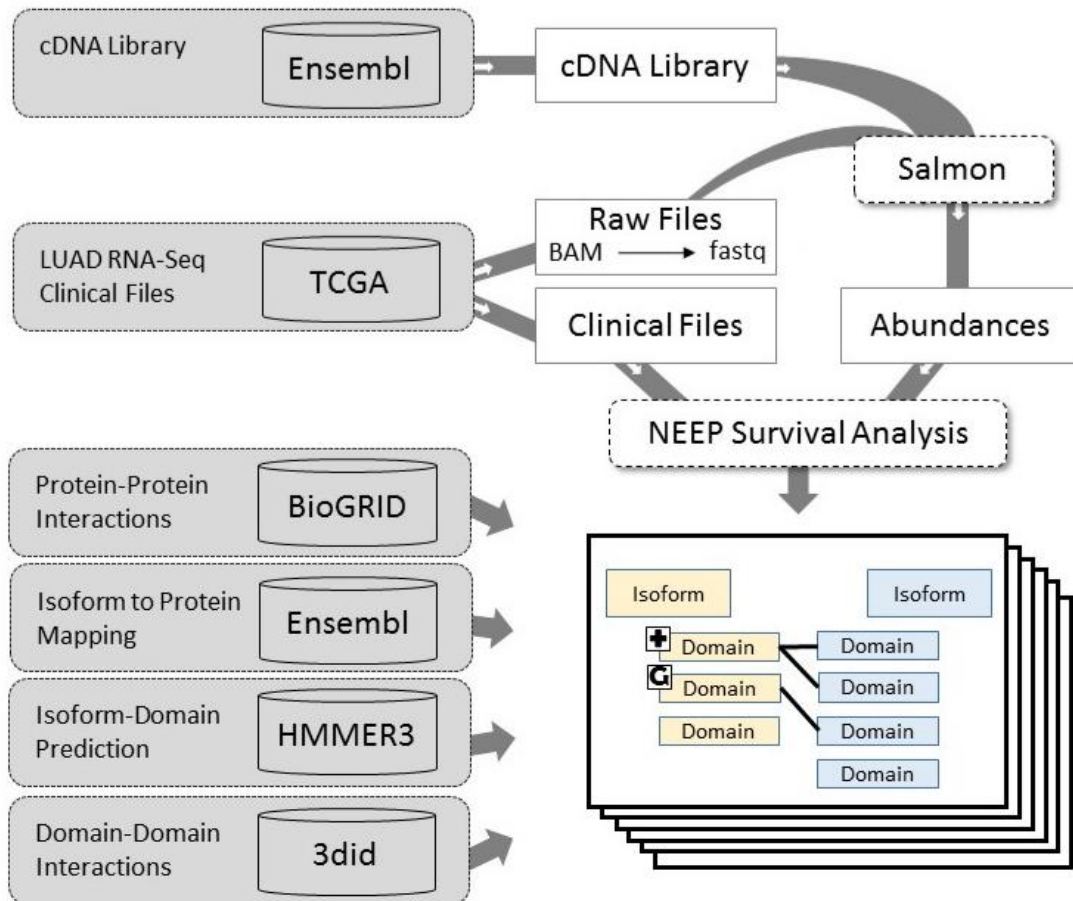 cDNA Library
Ensembl
cDNA Library
Salmon
LUAD RNA-Seq
Clinical Files
TCGA
Raw Files
BAM
fastq
Clinical Files
Abundances
NEEP Survival Analysis
Protein-Protein
Interactions
BioGRID
Isoform to Protein
Mapping
Ensembl
Isoform-Domain
Prediction
HMMER3
Domain-Domain
Interactions
3did
Isoform
Isoform
+ Domain
Domain
G Domain
Domain
Domain
Domain
Domain